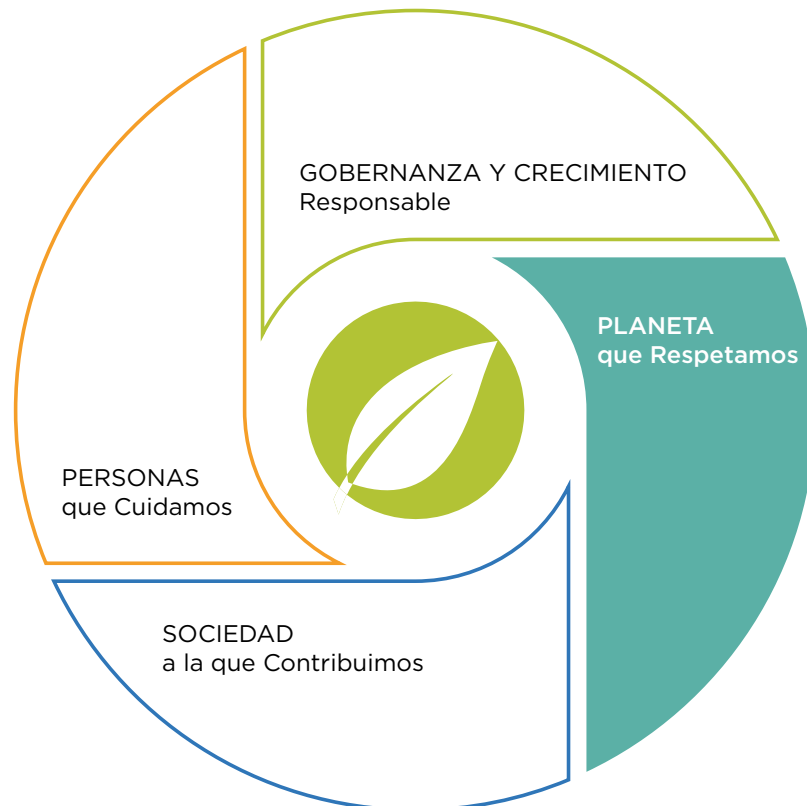 GOBERNANZA Y CRECIMIENTO
Responsable
PLANETA
que Respetamos
PERSONAS
que Cuidamos
SOCIEDAD
a la que Contribuimos